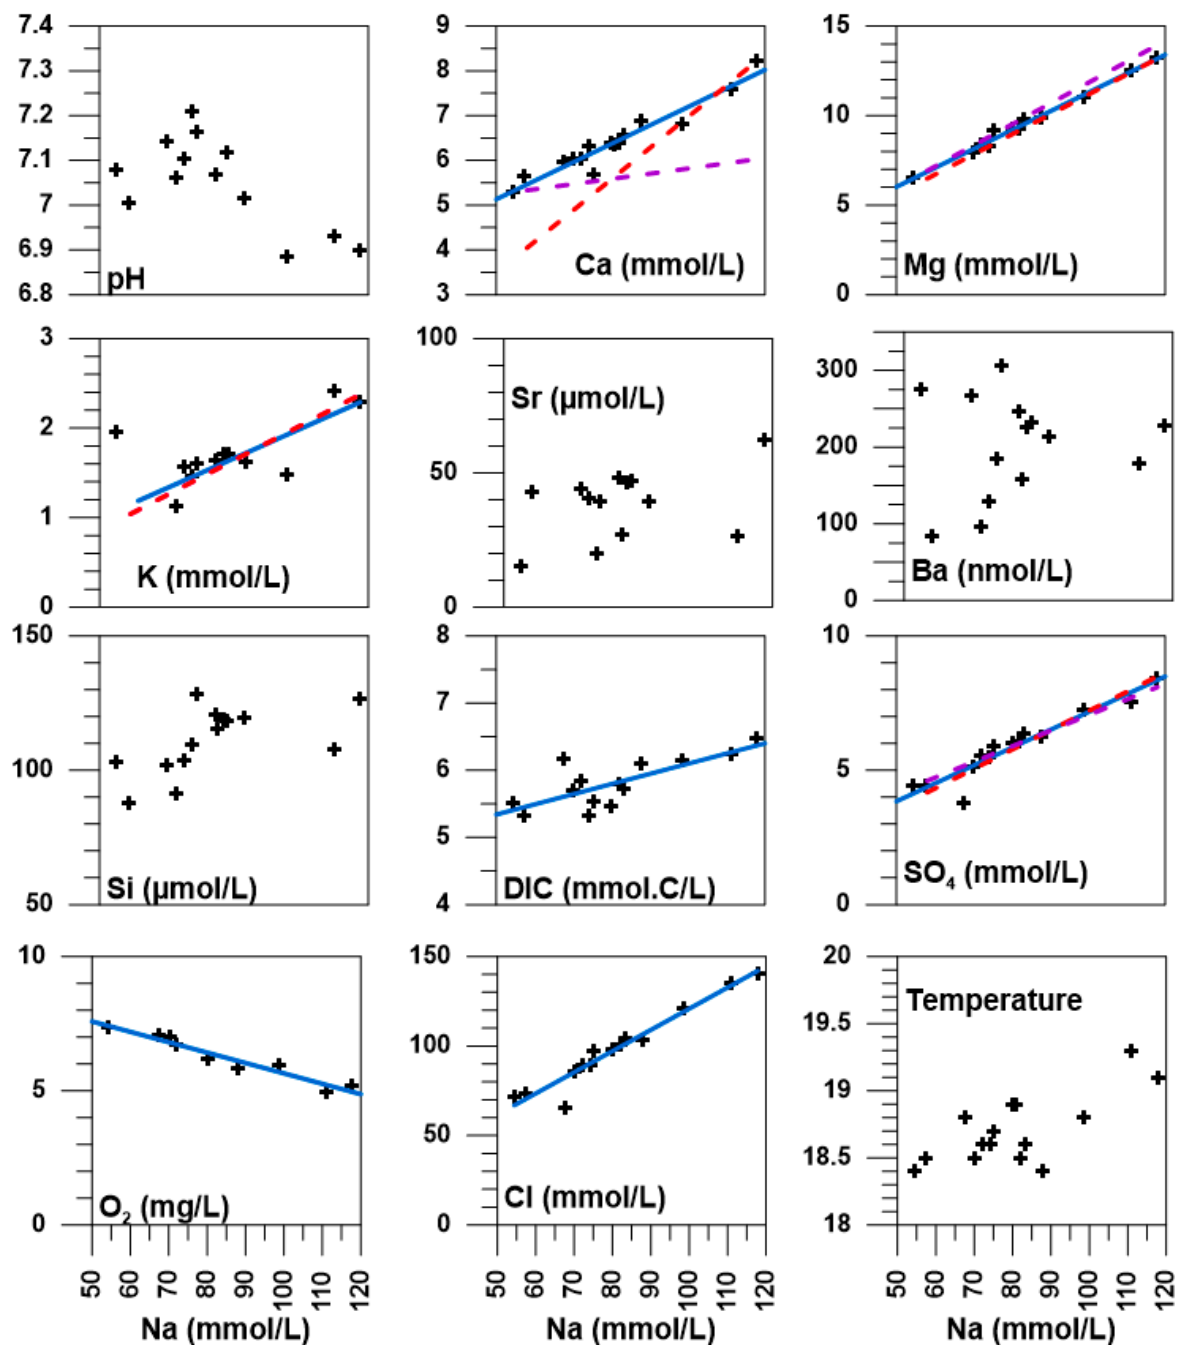 7.4
7.3
7.2
7.1
7
6.9
6.8
pH
9
8
7
6
5
4
3
Ca (mmol/L)
15
10
5
0
Mg (mmol/L)
3
2
1
0
K (mmol/L)
100
50
0
Sr (µmol/L)
300
200
100
0
Ba (nmol/L)
150
100
50
Si (µmol/L)
8
7
6
5
4
DIC (mmol.C/L)
10
5
0
SO₄ (mmol/L)
10
5
0
O₂ (mg/L)
50 60 70 80 90 100 110 120
Na (mmol/L)
150
100
50
0
Cl (mmol/L)
50 60 70 80 90 100 110 120
Na (mmol/L)
20
19.5
19
18.5
18
Temperature
50 60 70 80 90 100 110 120
Na (mmol/L)